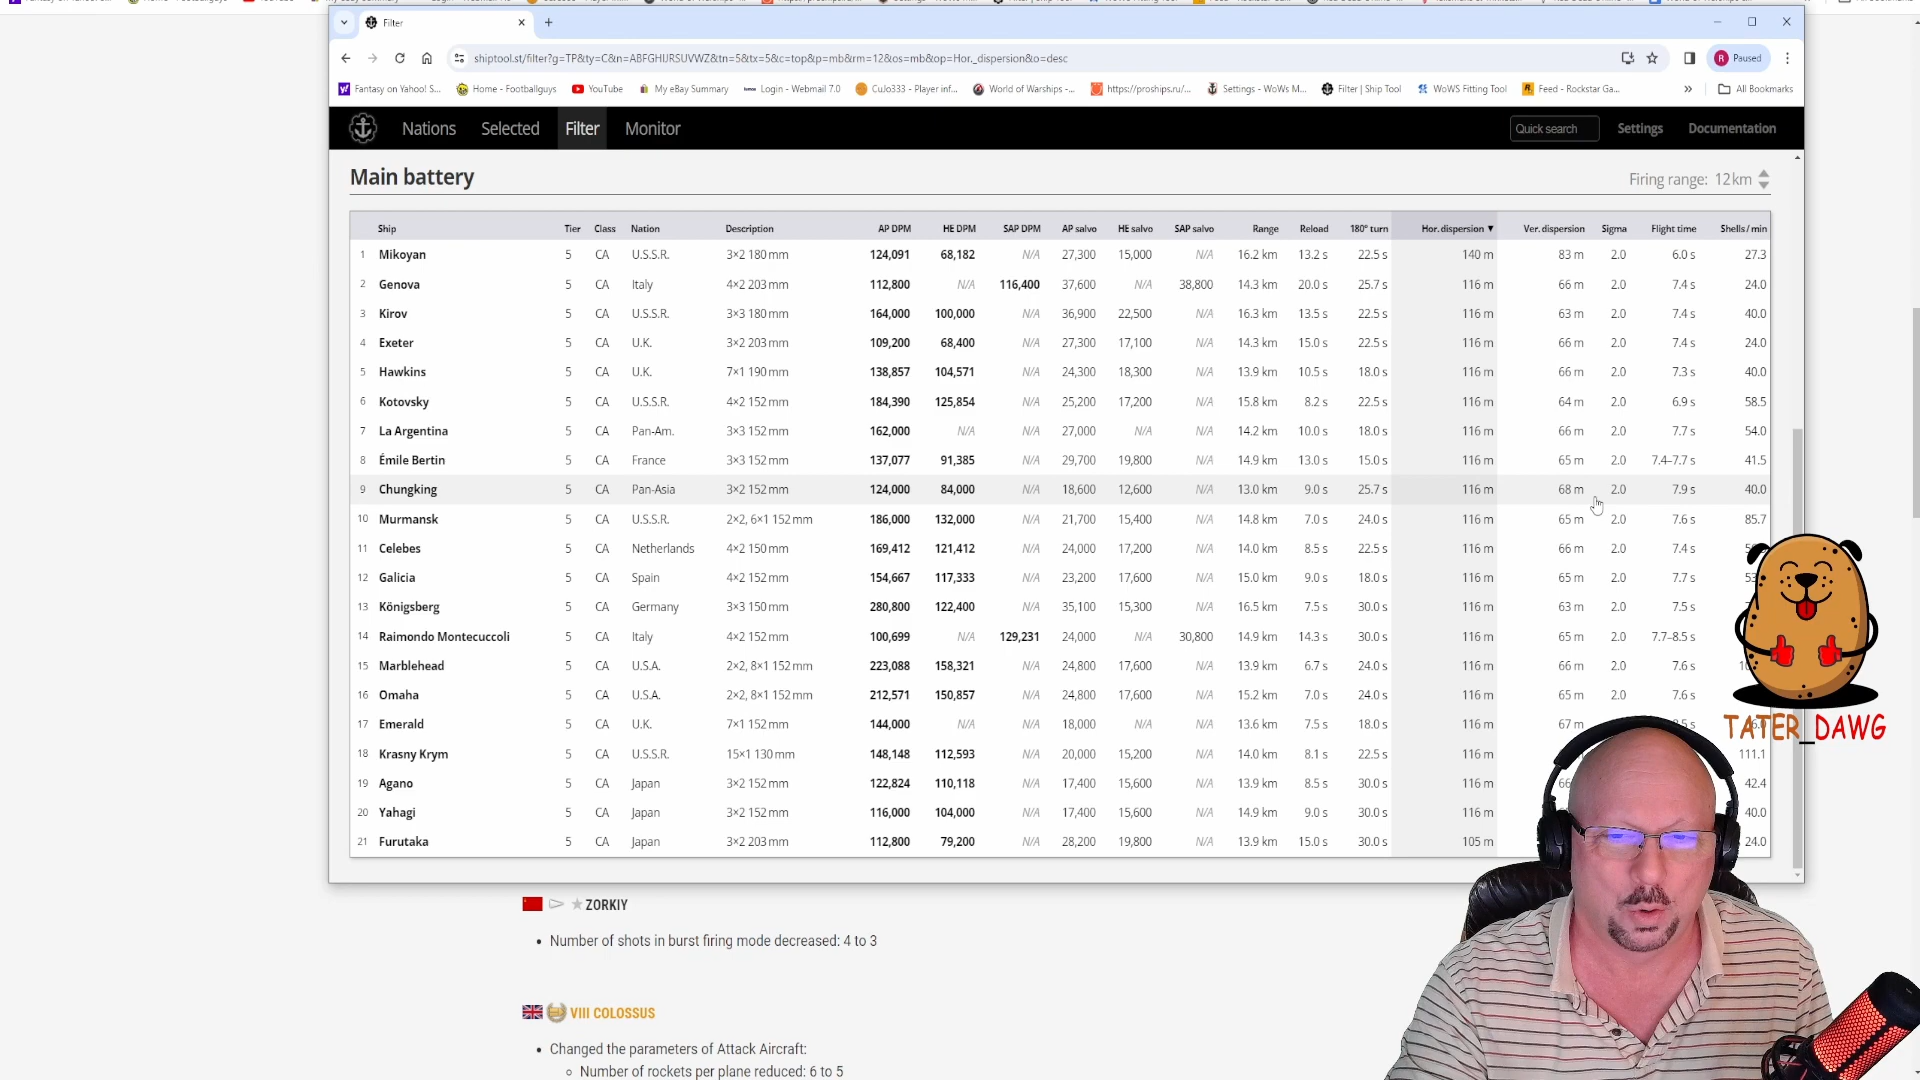 Filter
shiptool.st/filter?g=TP&ty=C&n=ABFGHIJRSUVWZ&tn=5&tx=5&c=top&p=mb&rm=12&os=mb&op=Hor._dispersion&o=desc
R Paused
Fantasy on Yahoo! S... Home - Footballguys YouTube My eBay Summary Login - Webmail 7.0 CuJo333 - Player inf... World of Warships -... https://proships.ru/... Settings - WoWs M... Filter | Ship Tool WoWS Fitting Tool Feed - Rockstar Ga... » All Bookmarks
Nations Selected Filter Monitor Quick search Settings Documentation
Main battery
Firing range: 12km
Ship Tier Class Nation Description AP DPM HE DPM SAP DPM AP salvo HE salvo SAP salvo Range Reload 180° turn Hor. dispersion ▼ Ver. dispersion Sigma Flight time Shells / min
1 Mikoyan 5 CA U.S.S.R. 3×2 180 mm 124,091 68,182 N/A 27,300 15,000 N/A 16.2 km 13.2 s 22.5 s 140 m 83 m 2.0 6.0 s 27.3
2 Genova 5 CA Italy 4×2 203 mm 112,800 N/A 116,400 37,600 N/A 38,800 14.3 km 20.0 s 25.7 s 116 m 66 m 2.0 7.4 s 24.0
3 Kirov 5 CA U.S.S.R. 3×3 180 mm 164,000 100,000 N/A 36,900 22,500 N/A 16.3 km 13.5 s 22.5 s 116 m 63 m 2.0 7.4 s 40.0
4 Exeter 5 CA U.K. 3×2 203 mm 109,200 68,400 N/A 27,300 17,100 N/A 14.3 km 15.0 s 22.5 s 116 m 66 m 2.0 7.4 s 24.0
5 Hawkins 5 CA U.K. 7×1 190 mm 138,857 104,571 N/A 24,300 18,300 N/A 13.9 km 10.5 s 18.0 s 116 m 66 m 2.0 7.3 s 40.0
6 Kotovsky 5 CA U.S.S.R. 4×2 152 mm 184,390 125,854 N/A 25,200 17,200 N/A 15.8 km 8.2 s 22.5 s 116 m 64 m 2.0 6.9 s 58.5
7 La Argentina 5 CA Pan-Am. 3×3 152 mm 162,000 N/A N/A 27,000 N/A N/A 14.2 km 10.0 s 18.0 s 116 m 66 m 2.0 7.7 s 54.0
8 Émile Bertin 5 CA France 3×3 152 mm 137,077 91,385 N/A 29,700 19,800 N/A 14.9 km 13.0 s 15.0 s 116 m 65 m 2.0 7.4–7.7 s 41.5
9 Chungking 5 CA Pan-Asia 3×2 152 mm 124,000 84,000 N/A 18,600 12,600 N/A 13.0 km 9.0 s 25.7 s 116 m 68 m 2.0 7.9 s 40.0
10 Murmansk 5 CA U.S.S.R. 2×2, 6×1 152 mm 186,000 132,000 N/A 21,700 15,400 N/A 14.8 km 7.0 s 24.0 s 116 m 65 m 2.0 7.6 s 85.7
11 Celebes 5 CA Netherlands 4×2 150 mm 169,412 121,412 N/A 24,000 17,200 N/A 14.0 km 8.5 s 22.5 s 116 m 66 m 2.0 7.4 s
12 Galicia 5 CA Spain 4×2 152 mm 154,667 117,333 N/A 23,200 17,600 N/A 15.0 km 9.0 s 18.0 s 116 m 65 m 2.0 7.7 s
13 Königsberg 5 CA Germany 3×3 150 mm 280,800 122,400 N/A 35,100 15,300 N/A 16.5 km 7.5 s 30.0 s 116 m 63 m 2.0 7.5 s
14 Raimondo Montecuccoli 5 CA Italy 4×2 152 mm 100,699 N/A 129,231 24,000 N/A 30,800 14.9 km 14.3 s 30.0 s 116 m 65 m 2.0 7.7–8.5 s
15 Marblehead 5 CA U.S.A. 2×2, 8×1 152 mm 223,088 158,321 N/A 24,800 17,600 N/A 13.9 km 6.7 s 24.0 s 116 m 66 m 2.0 7.6 s
16 Omaha 5 CA U.S.A. 2×2, 8×1 152 mm 212,571 150,857 N/A 24,800 17,600 N/A 15.2 km 7.0 s 24.0 s 116 m 65 m 2.0 7.6 s
17 Emerald 5 CA U.K. 7×1 152 mm 144,000 N/A N/A 18,000 N/A N/A 13.6 km 7.5 s 18.0 s 116 m 67 m
18 Krasny Krym 5 CA U.S.S.R. 15×1 130 mm 148,148 112,593 N/A 20,000 15,200 N/A 14.0 km 8.1 s 22.5 s 116 m 111.1
19 Agano 5 CA Japan 3×2 152 mm 122,824 110,118 N/A 17,400 15,600 N/A 13.9 km 8.5 s 30.0 s 116 m 42.4
20 Yahagi 5 CA Japan 3×2 152 mm 116,000 104,000 N/A 17,400 15,600 N/A 14.9 km 9.0 s 30.0 s 116 m 40.0
21 Furutaka 5 CA Japan 3×2 203 mm 112,800 79,200 N/A 28,200 19,800 N/A 13.9 km 15.0 s 30.0 s 105 m 24.0
TATER_DAWG
ZORKIY
• Number of shots in burst firing mode decreased: 4 to 3
VIII COLOSSUS
• Changed the parameters of Attack Aircraft:
○ Number of rockets per plane reduced: 6 to 5